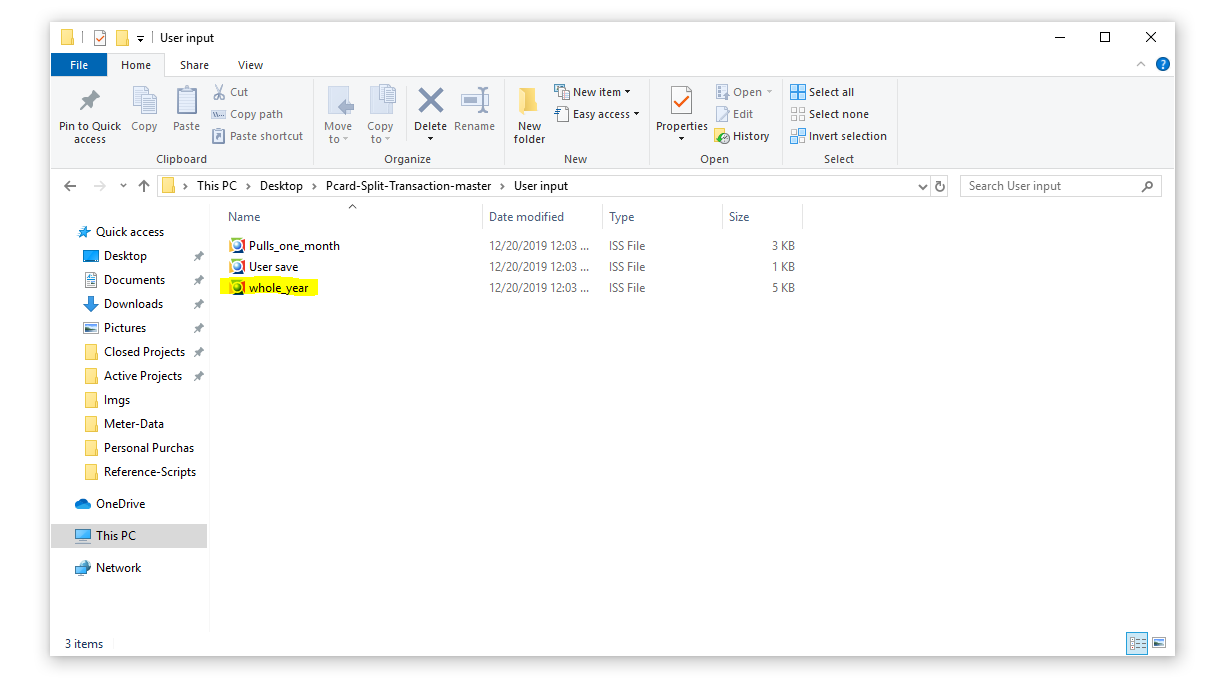 User input
File Home Share View
Pin to Quick access
Copy
Paste
Cut
Copy path
Paste shortcut
Clipboard
Move to
Copy to
Delete
Rename
Organize
New folder
New item
Easy access
New
Properties
Open
Edit
History
Open
Select all
Select none
Invert selection
Select
This PC > Desktop > Pcard-Split-Transaction-master > User input
Search User input
Name Date modified Type Size
Pulls_one_month 12/20/2019 12:03 ... ISS File 3 KB
User save 12/20/2019 12:03 ... ISS File 1 KB
whole_year 12/20/2019 12:03 ... ISS File 5 KB
Quick access
Desktop
Documents
Downloads
Pictures
Closed Projects
Active Projects
Imgs
Meter-Data
Personal Purchas
Reference-Scripts
OneDrive
This PC
Network
3 items